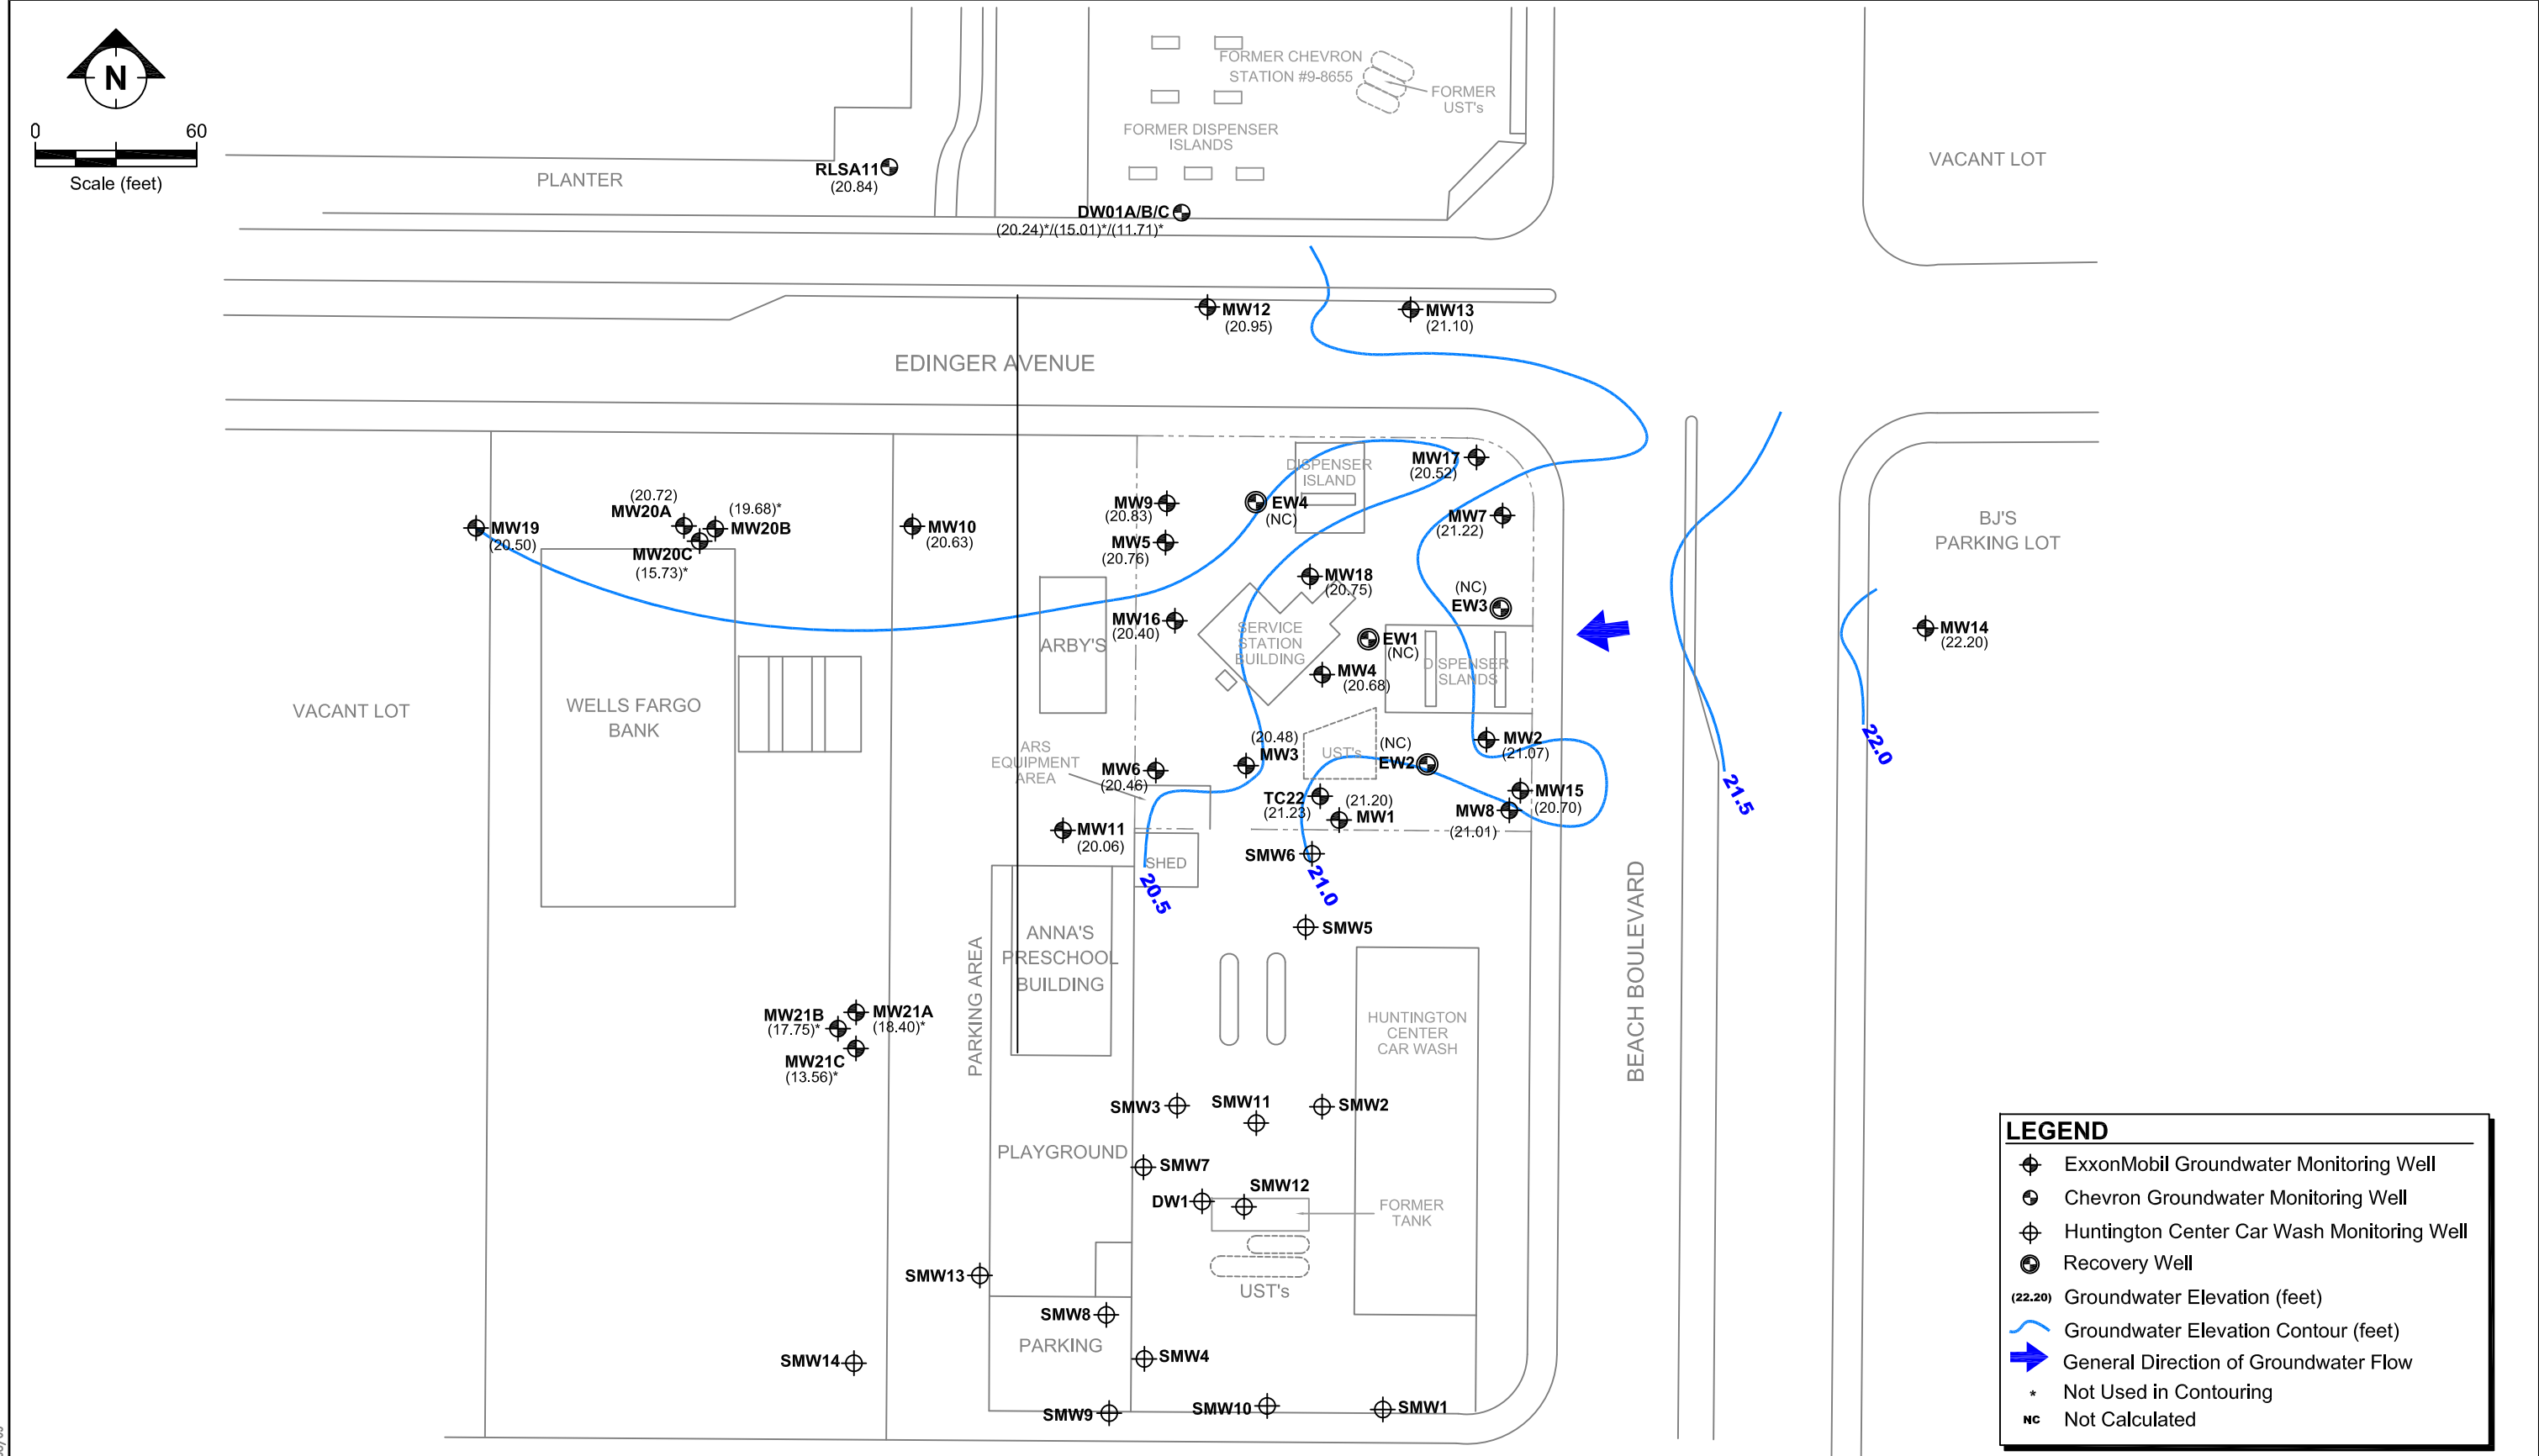 N
0 60
Scale (feet)
FORMER CHEVRON
STATION #9-8655
FORMER
UST's
FORMER DISPENSER
ISLANDS
VACANT LOT
PLANTER
RLSA11
(20.84)
DW01A/B/C
(20.24)*/(15.01)*/(11.71)*
MW12
(20.95)
MW13
(21.10)
EDINGER AVENUE
MW19
(20.50)
(20.72)
MW20A
(19.68)*
MW20B
MW20C
(15.73)*
MW10
(20.63)
MW9
(20.83)
MW5
(20.76)
EW4
(NC)
DISPENSER
ISLAND
MW17
(20.52)
MW7
(21.22)
BJ'S
PARKING LOT
MW18
(20.75)
(NC)
EW3
MW16
(20.40)
ARBY'S
SERVICE
STATION
BUILDING
EW1
(NC)
MW4
(20.68)
DISPENSER
SLANDS
MW14
(22.20)
VACANT LOT
WELLS FARGO
BANK
ARS
EQUIPMENT
AREA
MW6
(20.46)
(20.48)
MW3
UST's
(NC)
EW2
MW2
(21.07)
22.0
21.5
TC22
(21.23)
(21.20)
MW1
MW8
(21.01)
MW15
(20.70)
MW11
(20.06)
SHED
SMW6
20.5
21.0
SMW5
ANNA'S
PRESCHOOL
BUILDING
PARKING AREA
BEACH BOULEVARD
MW21B
(17.75)*
MW21A
(18.40)*
MW21C
(13.56)*
HUNTINGTON
CENTER
CAR WASH
SMW3
SMW11
SMW2
PLAYGROUND
SMW7
DW1
SMW12
FORMER
TANK
UST's
SMW13
SMW8
PARKING
SMW14
SMW4
SMW9
SMW10
SMW1
LEGEND
ExxonMobil Groundwater Monitoring Well
Chevron Groundwater Monitoring Well
Huntington Center Car Wash Monitoring Well
Recovery Well
(22.20) Groundwater Elevation (feet)
Groundwater Elevation Contour (feet)
General Direction of Groundwater Flow
* Not Used in Contouring
NC Not Calculated